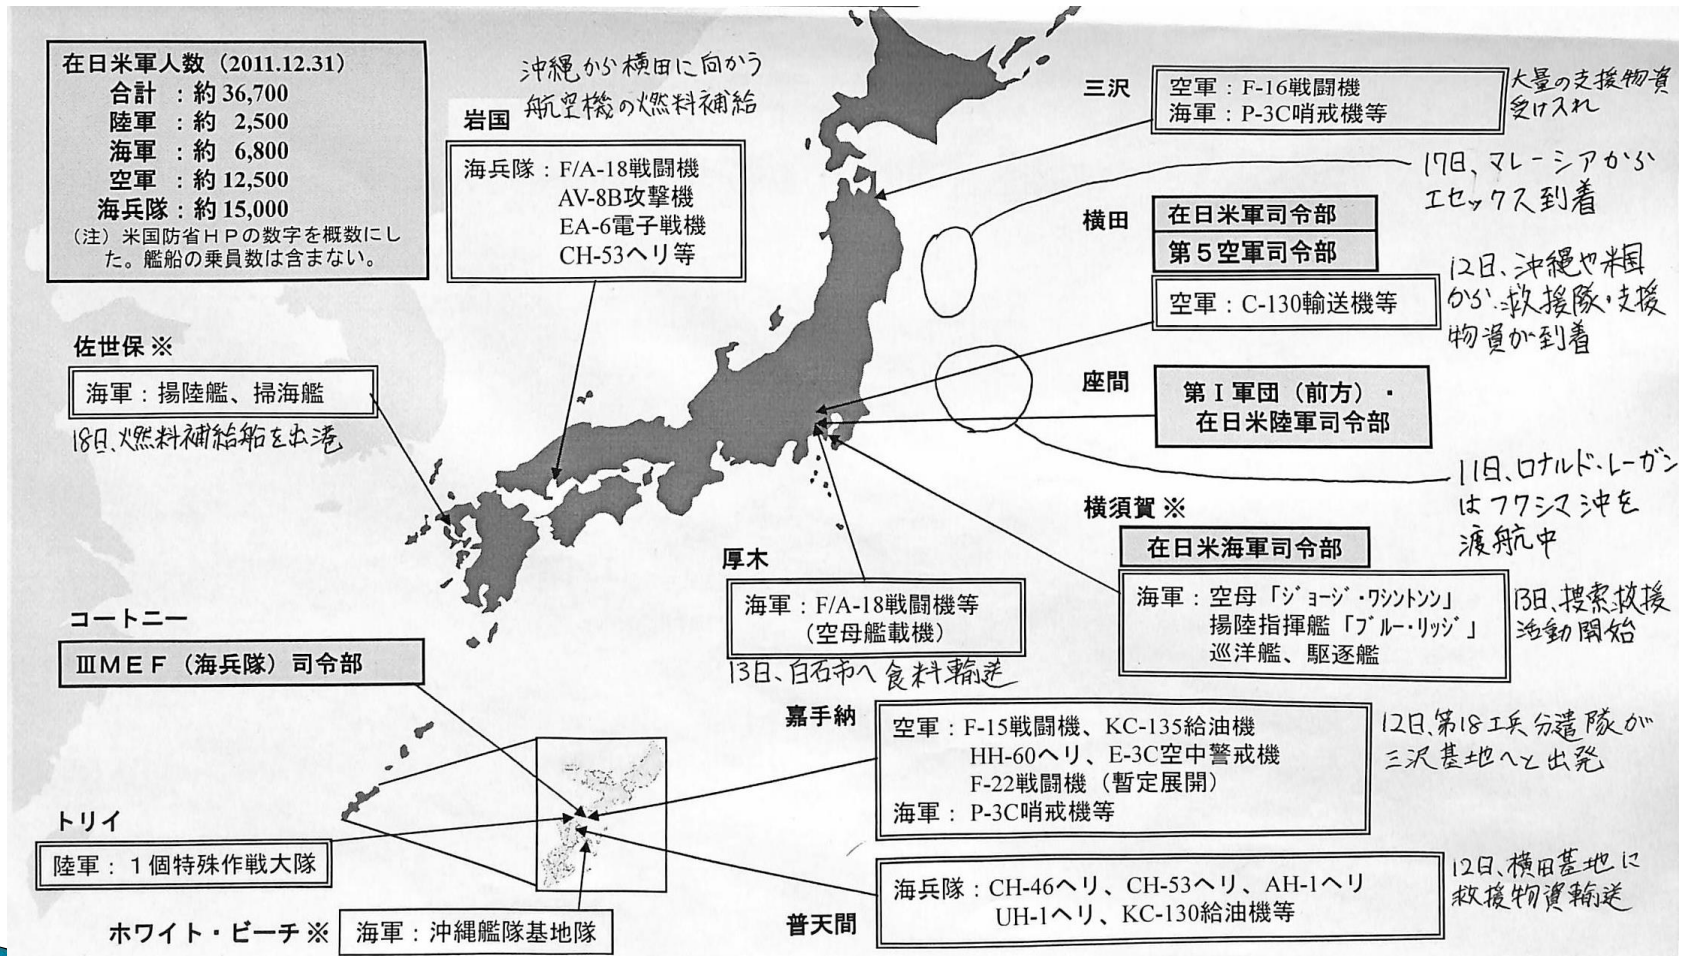 在日米軍人数（2011.12.31）
合計　：約 36,700
陸軍　：約　2,500
海軍　：約　6,800
空軍　：約 12,500
海兵隊：約 15,000
（注）米国防省ＨＰの数字を概数にし
た。艦船の乗員数は含まない。
沖縄から横田に向かう
航空機の燃料補給
岩国
海兵隊：F/A-18戦闘機
AV-8B攻撃機
EA-6電子戦機
CH-53ヘリ等
三沢
空軍：F-16戦闘機
海軍：P-3C哨戒機等
大量の支援物資
受け入れ
17日、マレーシアから
エセックス到着
横田
在日米軍司令部
第５空軍司令部
空軍：C-130輸送機等
12日、沖縄や米国
から救援隊・支援
物資が到着
佐世保※
海軍：揚陸艦、掃海艦
18日、燃料補給船を出港
座間
第Ⅰ軍団（前方）・
在日米陸軍司令部
11日、ロナルド・レーガン
はフクシマ沖を
渡航中
横須賀※
在日米海軍司令部
海軍：空母「ｼﾞｮｰｼﾞ・ﾜｼﾝﾄﾝﾝ」
揚陸指揮艦「ﾌﾞﾙｰ・ﾘｯｼﾞ」
巡洋艦、駆逐艦
13日、捜索救援
活動開始
厚木
海軍：F/A-18戦闘機等
（空母艦載機）
13日、白石市へ食料輸送
コートニー
ⅢＭＥＦ（海兵隊）司令部
嘉手納
空軍：F-15戦闘機、KC-135給油機
HH-60ヘリ、E-3C空中警戒機
F-22戦闘機（暫定展開）
海軍：P-3C哨戒機等
12日、第18工兵分遣隊が
三沢基地へと出発
トリイ
陸軍：１個特殊作戦大隊
普天間
海兵隊：CH-46ヘリ、CH-53ヘリ、AH-1ヘリ
UH-1ヘリ、KC-130給油機等
12日、横田基地に
救援物資輸送
ホワイト・ビーチ※
海軍：沖縄艦隊基地隊